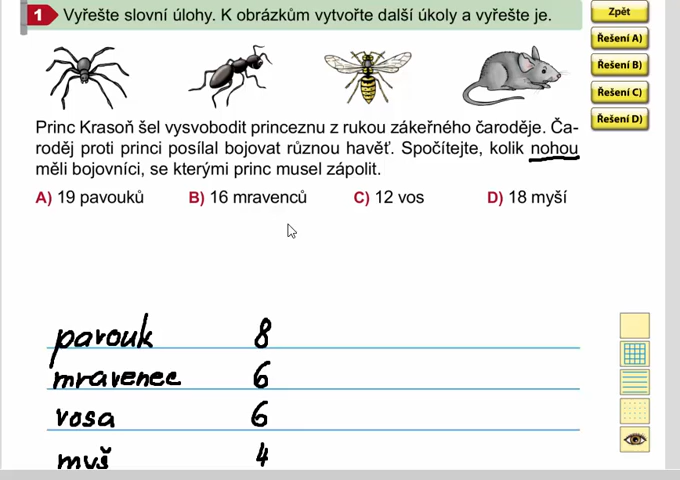 1 Vyřešte slovní úlohy. K obrázkům vytvořte další úkoly a vyřešte je.
Zpět
Řešení A)
Řešení B)
Řešení C)
Řešení D)
Princ Krasoň šel vysvobodit princeznu z rukou zákeřného čaroděje. Ča-
roděj proti princi posílal bojovat různou havěť. Spočítejte, kolik nohou
měli bojovníci, se kterými princ musel zápolit.
A) 19 pavouků B) 16 mravenců C) 12 vos D) 18 myší
pavouk 8
mravenec 6
vosa 6
myš 4